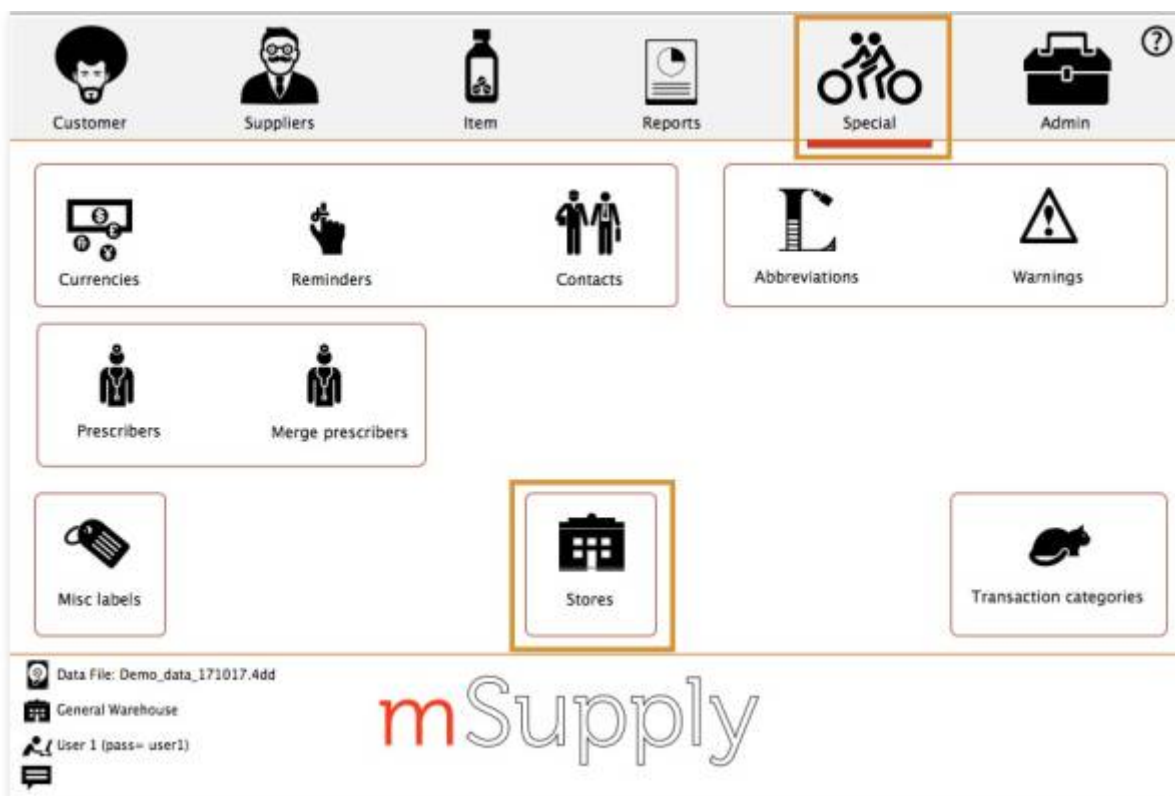 ?
Customer
Suppliers
Item
Reports
Special
Admin
Currencies
Reminders
Contacts
Abbreviations
Warnings
Prescribers
Merge prescribers
Misc labels
Stores
Transaction categories
Data File: Demo_data_171017.4dd
General Warehouse
User 1 (pass= user1)
mSupply